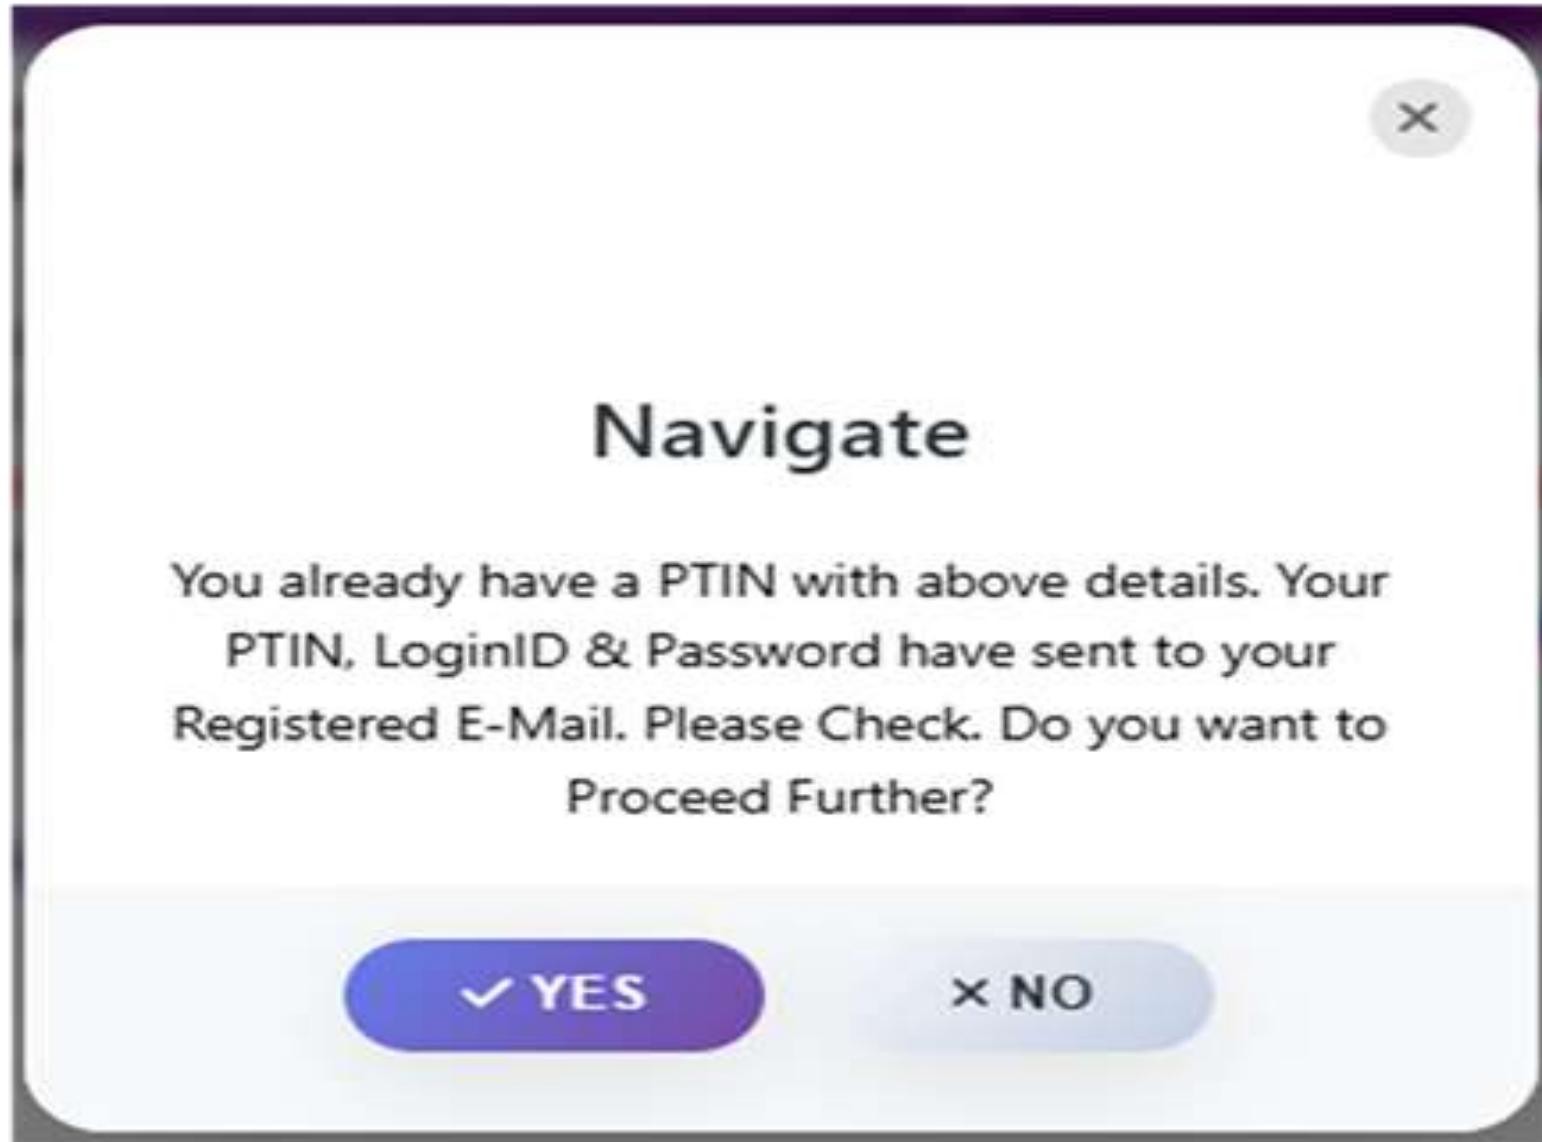 Navigate
You already have a PTIN with above details. Your
PTIN, LoginID & Password have sent to your
Registered E-Mail. Please Check. Do you want to
Proceed Further?
YES
NO